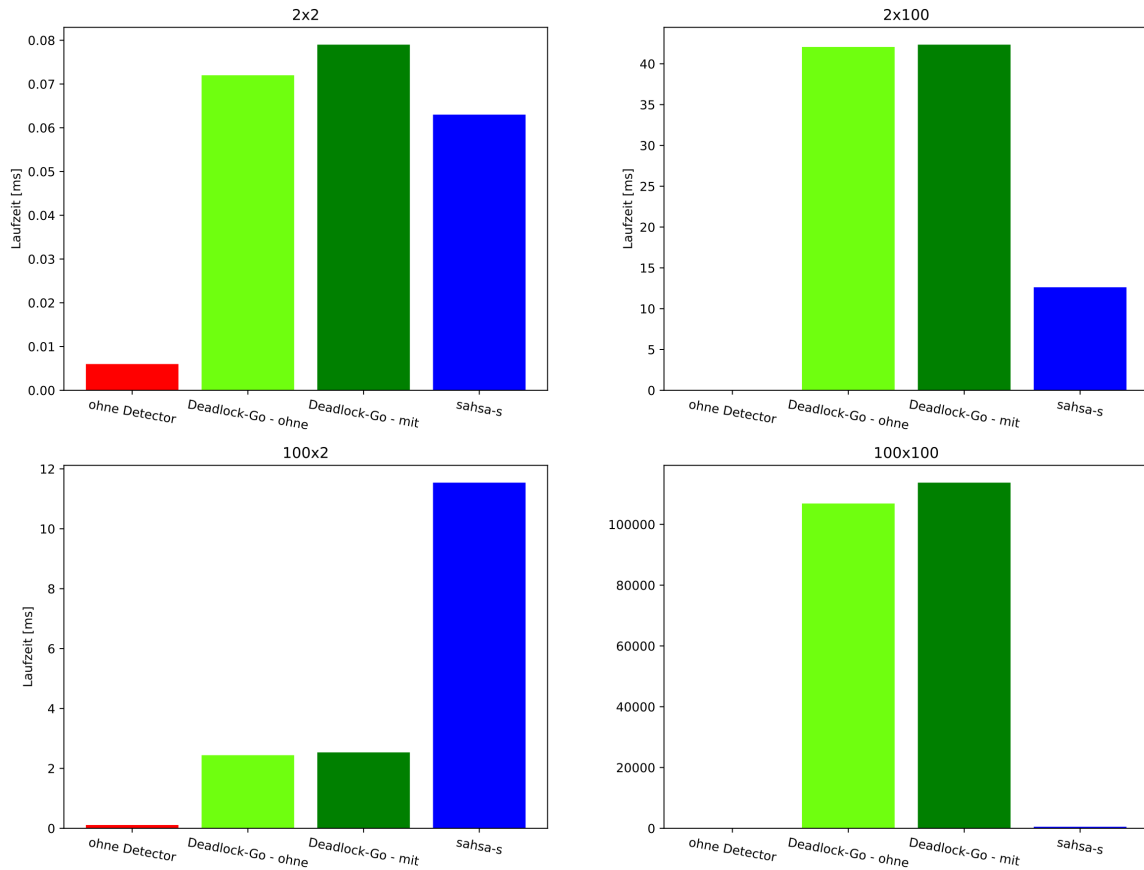 2x2
Laufzeit [ms]
0.08
0.07
0.06
0.05
0.04
0.03
0.02
0.01
0.00
ohne Detector
Deadlock-Go - ohne
Deadlock-Go - mit
sahsa-s
2x100
Laufzeit [ms]
40
35
30
25
20
15
10
5
0
ohne Detector
Deadlock-Go - ohne
Deadlock-Go - mit
sahsa-s
100x2
Laufzeit [ms]
12
10
8
6
4
2
0
ohne Detector
Deadlock-Go - ohne
Deadlock-Go - mit
sahsa-s
100x100
100000
80000
60000
40000
20000
0
ohne Detector
Deadlock-Go - ohne
Deadlock-Go - mit
sahsa-s